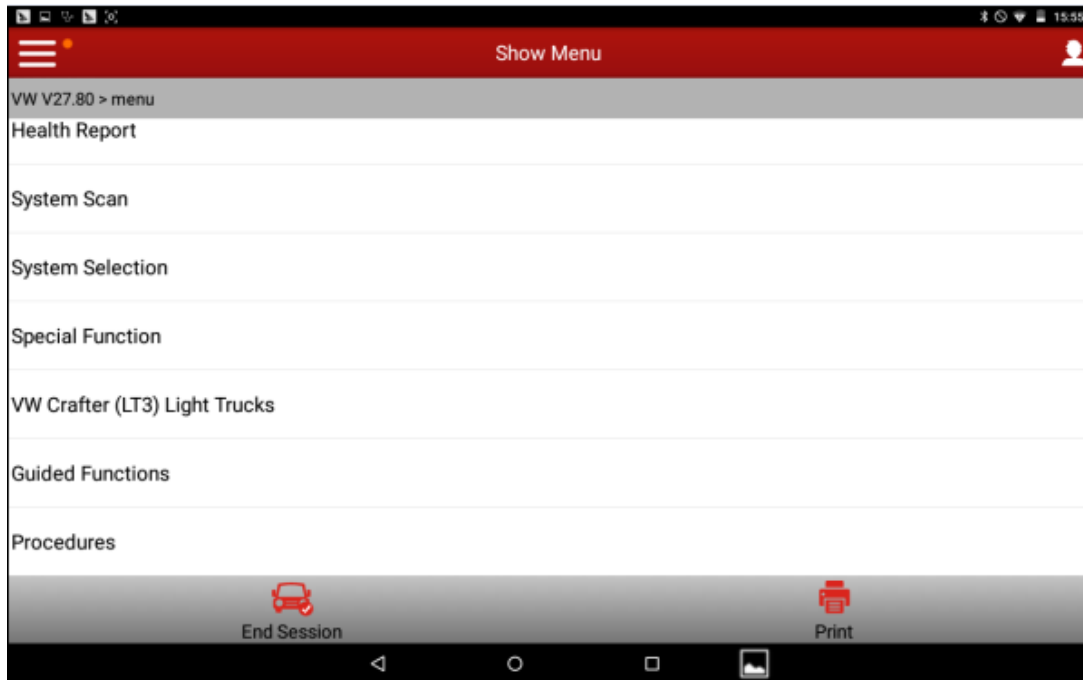 15:55
Show Menu
VW V27.80 > menu
Health Report
System Scan
System Selection
Special Function
VW Crafter (LT3) Light Trucks
Guided Functions
Procedures
End Session Print